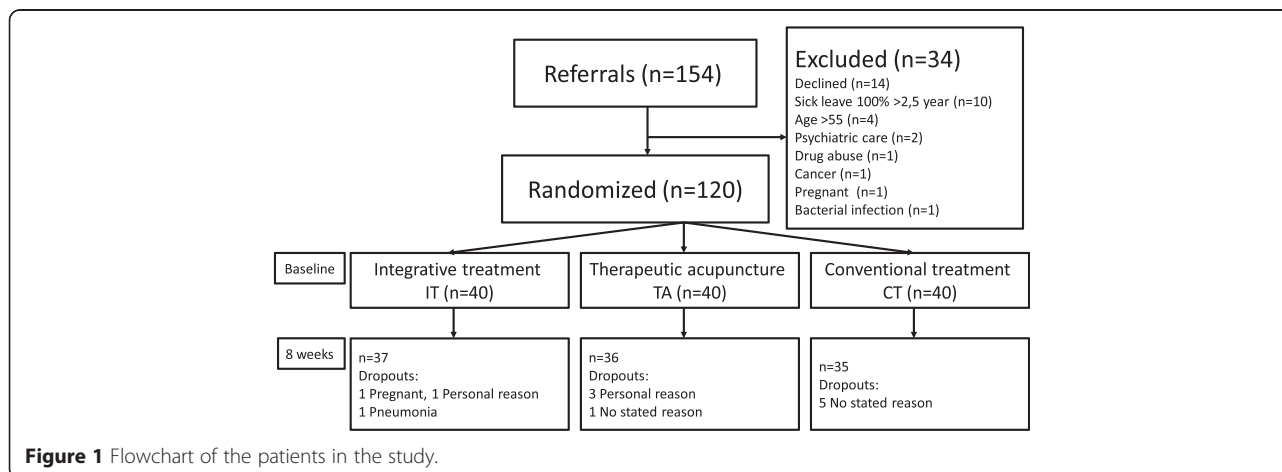 Referrals (n=154)
Excluded (n=34)
Declined (n=14)
Sick leave 100% >2,5 year (n=10)
Age >55 (n=4)
Psychiatric care (n=2)
Drug abuse (n=1)
Cancer (n=1)
Pregnant (n=1)
Bacterial infection (n=1)
Randomized (n=120)
Baseline
Integrative treatment
IT (n=40)
Therapeutic acupuncture
TA (n=40)
Conventional treatment
CT (n=40)
8 weeks
n=37
Dropouts:
1 Pregnant, 1 Personal reason
1 Pneumonia
n=36
Dropouts:
3 Personal reason
1 No stated reason
n=35
Dropouts:
5 No stated reason
Figure 1 Flowchart of the patients in the study.